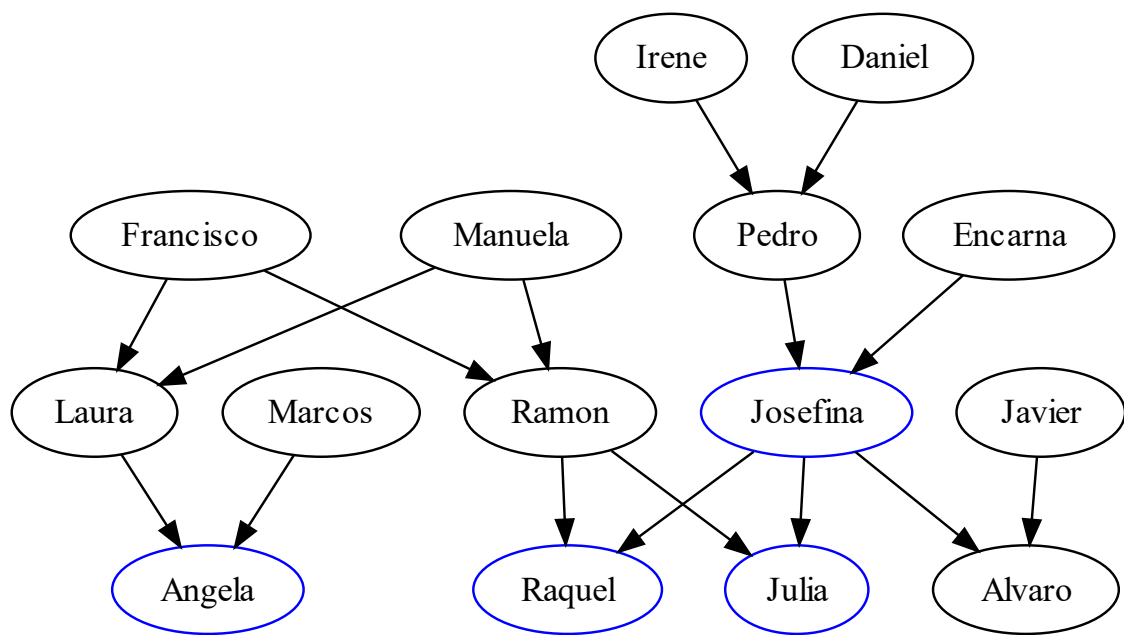 Irene
Daniel
Francisco
Manuela
Pedro
Encarna
Laura
Marcos
Ramon
Josefina
Javier
Angela
Raquel
Julia
Alvaro